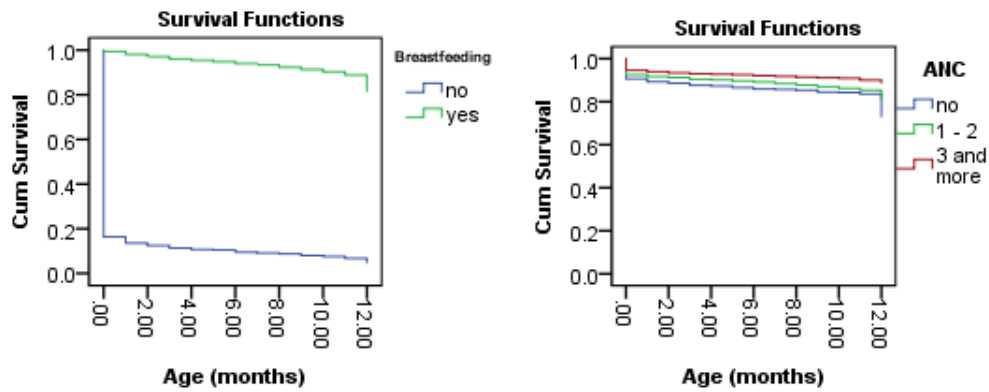 Survival Functions
Cum Survival
1.0
0.8
0.6
0.4
0.2
0.0
.00
2.00
4.00
6.00
8.00
10.00
12.00
Age (months)
Breastfeeding
no
yes
Survival Functions
Cum Survival
1.0
0.8
0.6
0.4
0.2
0.0
.00
2.00
4.00
6.00
8.00
10.00
12.00
Age (months)
ANC
no
1 - 2
3 and
more